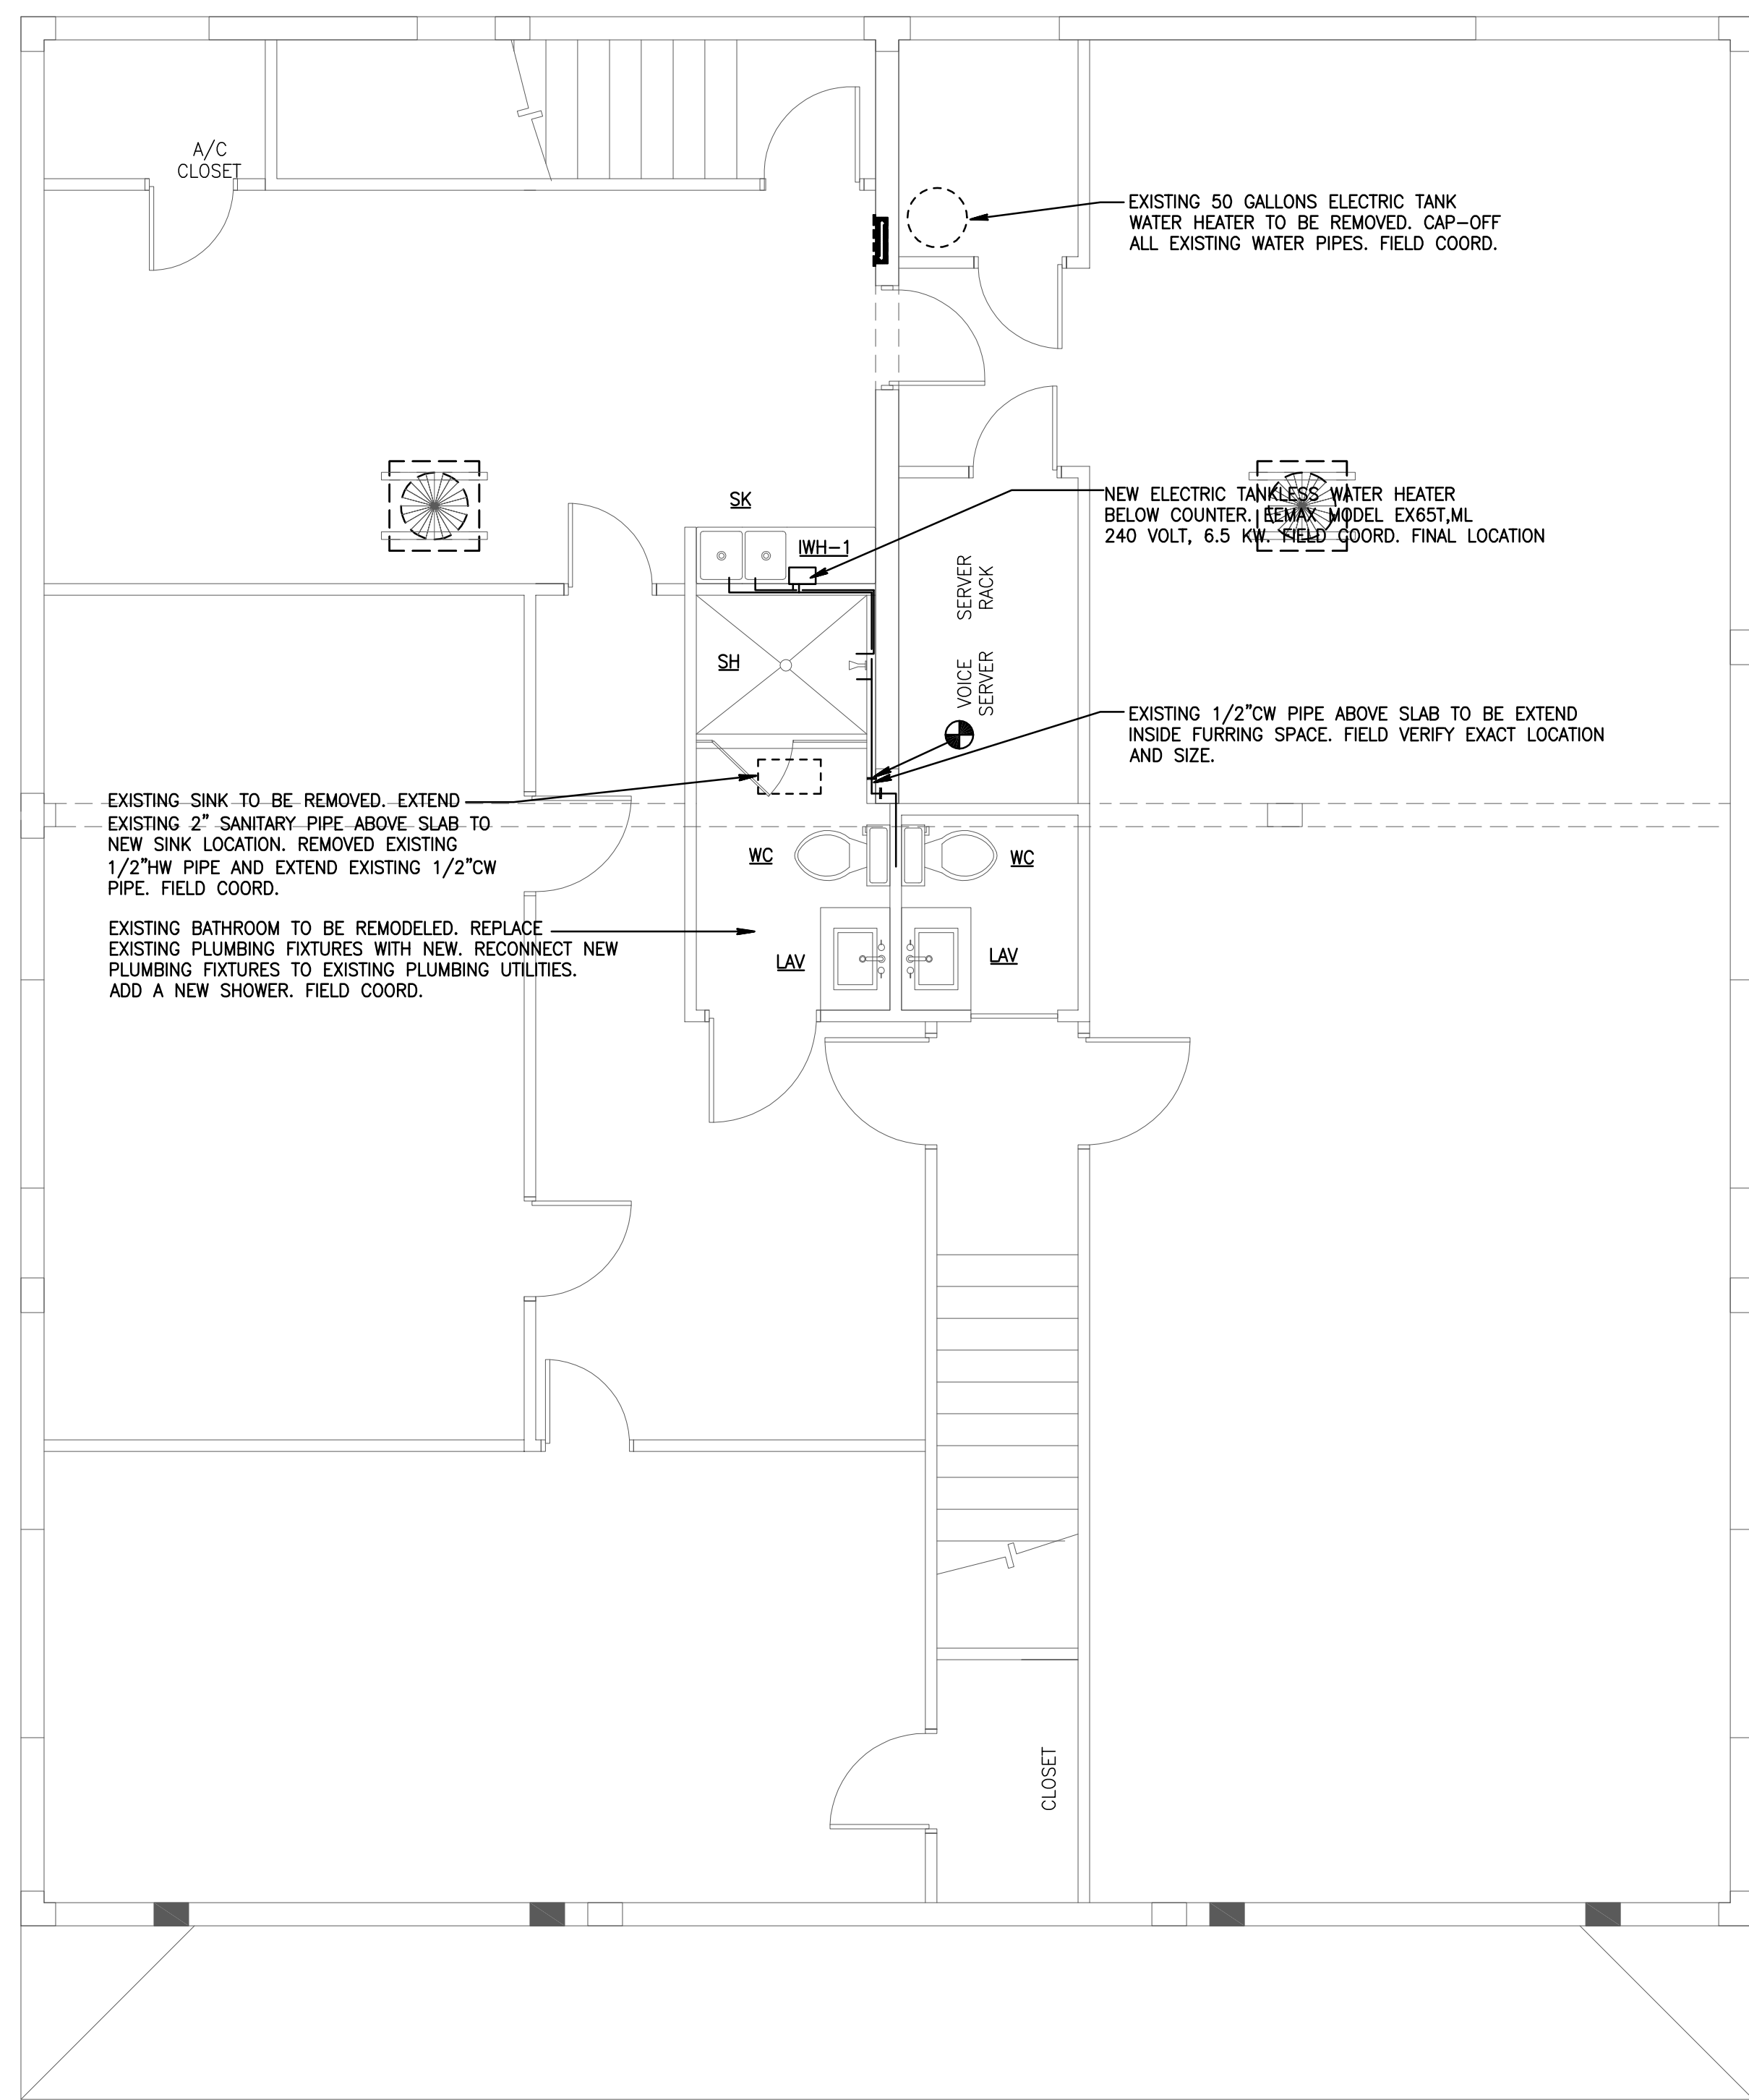 A/C
CLOSET
EXISTING 50 GALLONS ELECTRIC TANK
WATER HEATER TO BE REMOVED. CAP-OFF
ALL EXISTING WATER PIPES. FIELD COORD.
SK
IWH-1
NEW ELECTRIC TANKLESS WATER HEATER
BELOW COUNTER. EEMAX MODEL EX65T,ML
240 VOLT, 6.5 KW. FIELD COORD. FINAL LOCATION
SERVER
RACK
SH
VOICE
SERVER
EXISTING 1/2"CW PIPE ABOVE SLAB TO BE EXTEND
INSIDE FURRING SPACE. FIELD VERIFY EXACT LOCATION
AND SIZE.
EXISTING SINK TO BE REMOVED. EXTEND
EXISTING 2" SANITARY PIPE ABOVE SLAB TO
NEW SINK LOCATION. REMOVED EXISTING
1/2"HW PIPE AND EXTEND EXISTING 1/2"CW
PIPE. FIELD COORD.
WC
WC
EXISTING BATHROOM TO BE REMODELED. REPLACE
EXISTING PLUMBING FIXTURES WITH NEW. RECONNECT NEW
PLUMBING FIXTURES TO EXISTING PLUMBING UTILITIES.
ADD A NEW SHOWER. FIELD COORD.
LAV
LAV
CLOSET